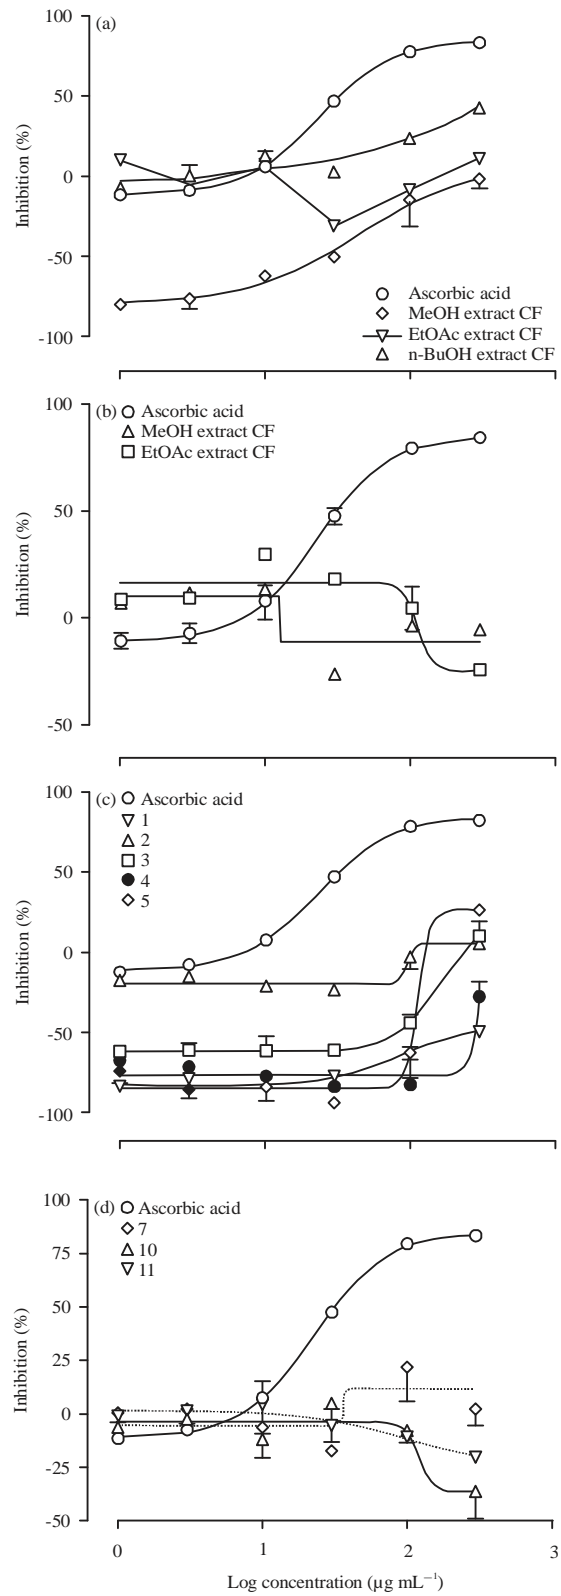 (a)
100
50
0
-50
-100
Inhibition (%)
Ascorbic acid
MeOH extract CF
EtOAc extract CF
n-BuOH extract CF
(b)
100
50
0
-50
Inhibition (%)
Ascorbic acid
MeOH extract CF
EtOAc extract CF
(c)
100
50
0
-50
-100
Inhibition (%)
Ascorbic acid
1
2
3
4
5
(d)
100
75
50
25
0
-25
-50
Inhibition (%)
Ascorbic acid
7
10
11
0 1 2 3
Log concentration (µg mL⁻¹)